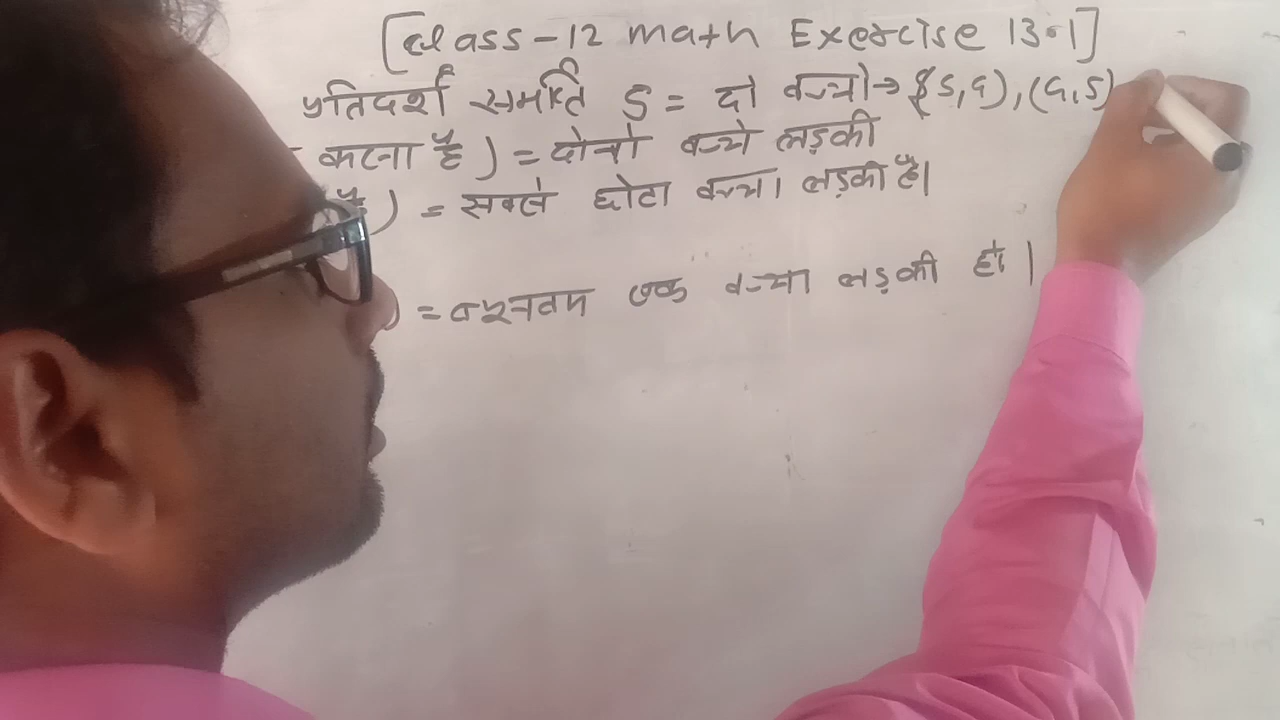 [Class-12 math Exercise 13.1]
प्रतिदर्श समष्टि S = दो बच्चो→ {(S,G),(G,S)
करना है) = दोनो बच्चे लड़की
है) = सबसे छोटा बच्चा लड़की है।
) = न्यूनतम एक बच्चा लड़की हो।